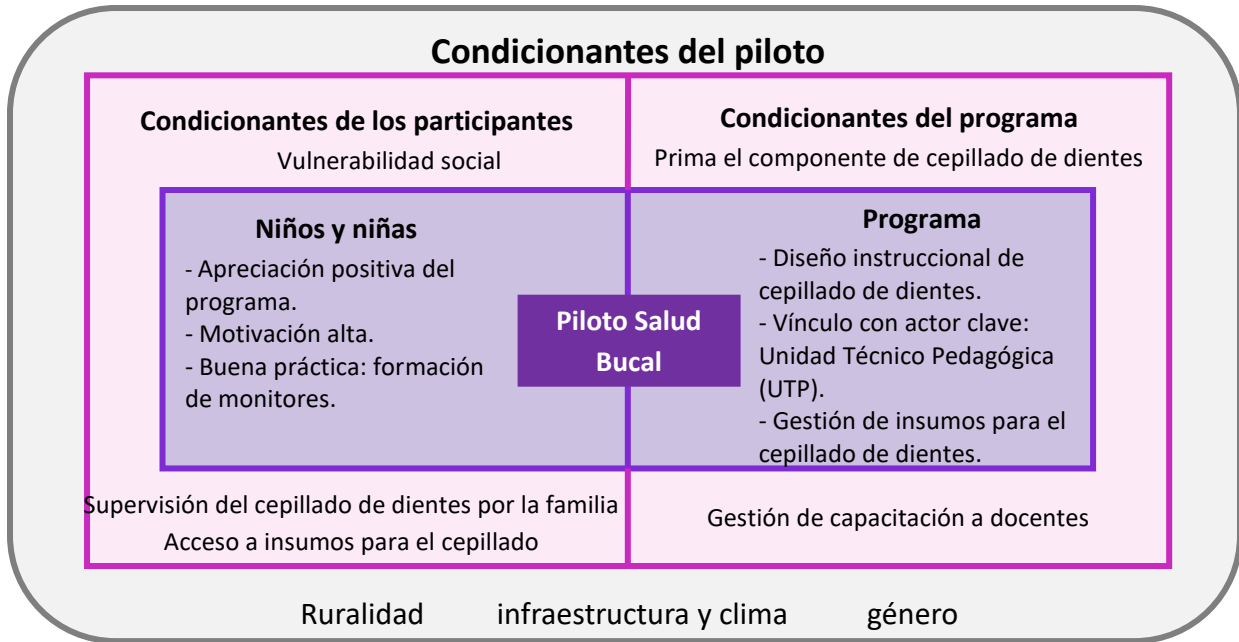 Condicionantes del piloto
Condicionantes de los participantes
Vulnerabilidad social
Niños y niñas
- Apreciación positiva del
programa.
- Motivación alta.
- Buena práctica: formación
de monitores.
Supervisión del cepillado de dientes por la familia
Acceso a insumos para el cepillado
Piloto Salud
Bucal
Condicionantes del programa
Prima el componente de cepillado de dientes
Programa
- Diseño instruccional de
cepillado de dientes.
- Vínculo con actor clave:
Unidad Técnico Pedagógica
(UTP).
- Gestión de insumos para el
cepillado de dientes.
Gestión de capacitación a docentes
Ruralidad infraestructura y clima género